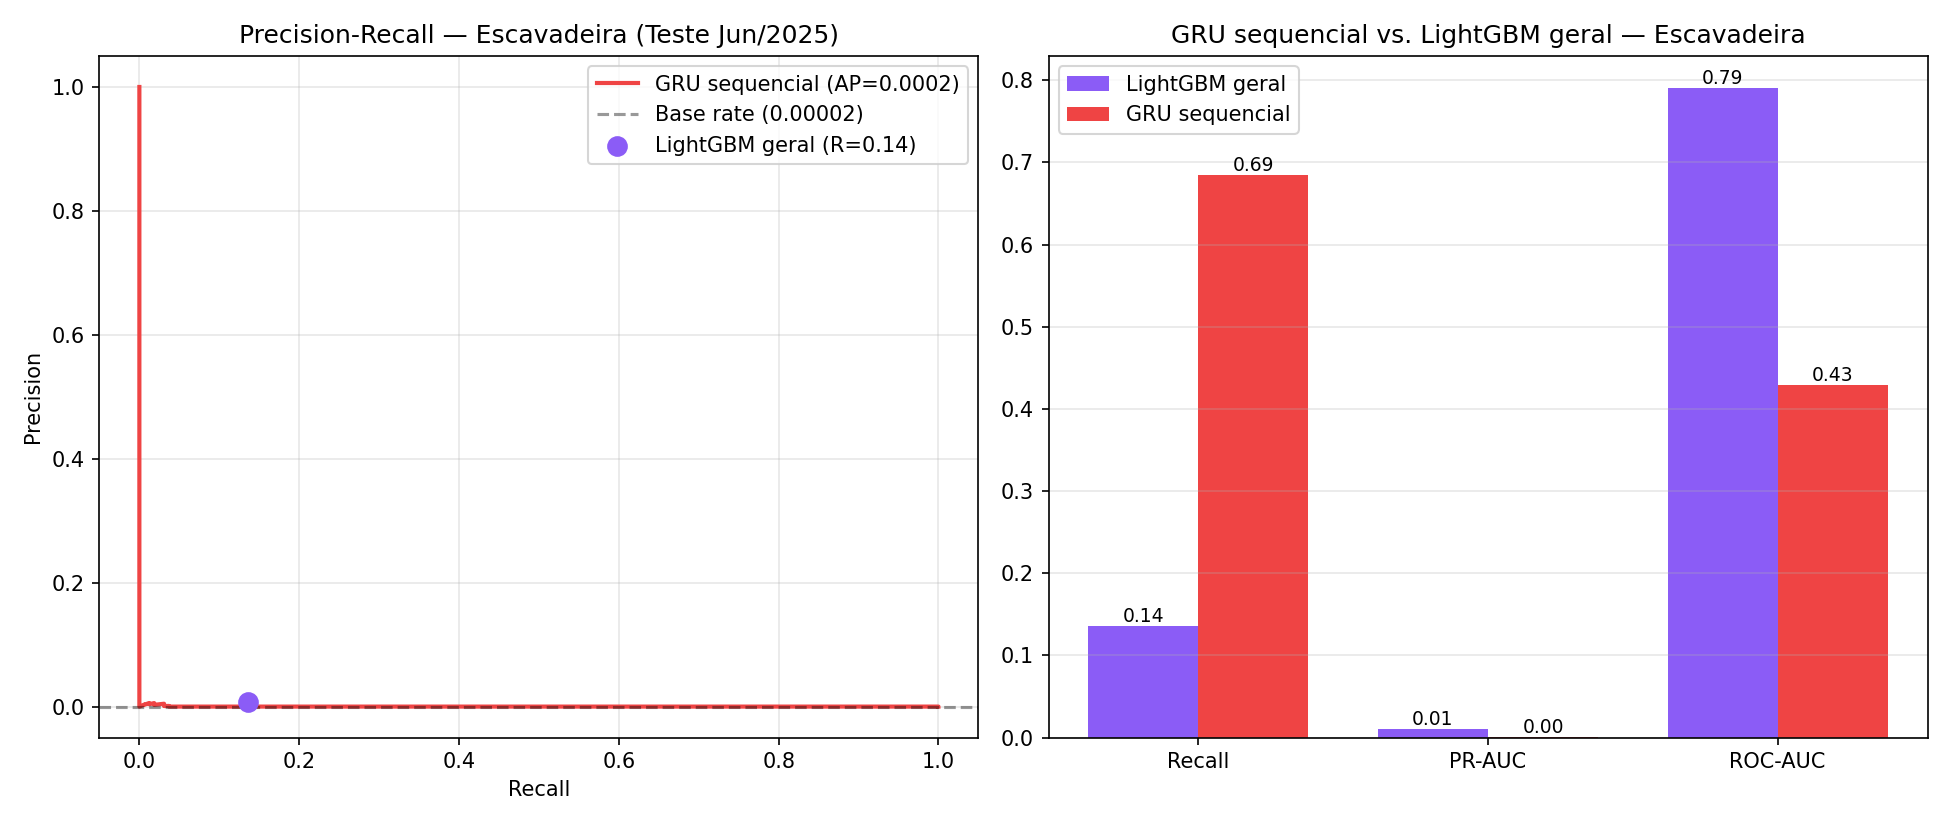 Precision-Recall — Escavadeira (Teste Jun/2025)
GRU sequencial (AP=0.0002)
Base rate (0.00002)
LightGBM geral (R=0.14)
1.0
0.8
0.6
0.4
0.2
0.0
Precision
0.0 0.2 0.4 0.6 0.8 1.0
Recall
GRU sequencial vs. LightGBM geral — Escavadeira
LightGBM geral
GRU sequencial
0.8
0.7
0.6
0.5
0.4
0.3
0.2
0.1
0.0
0.14
0.69
0.01
0.00
0.79
0.43
Recall PR-AUC ROC-AUC